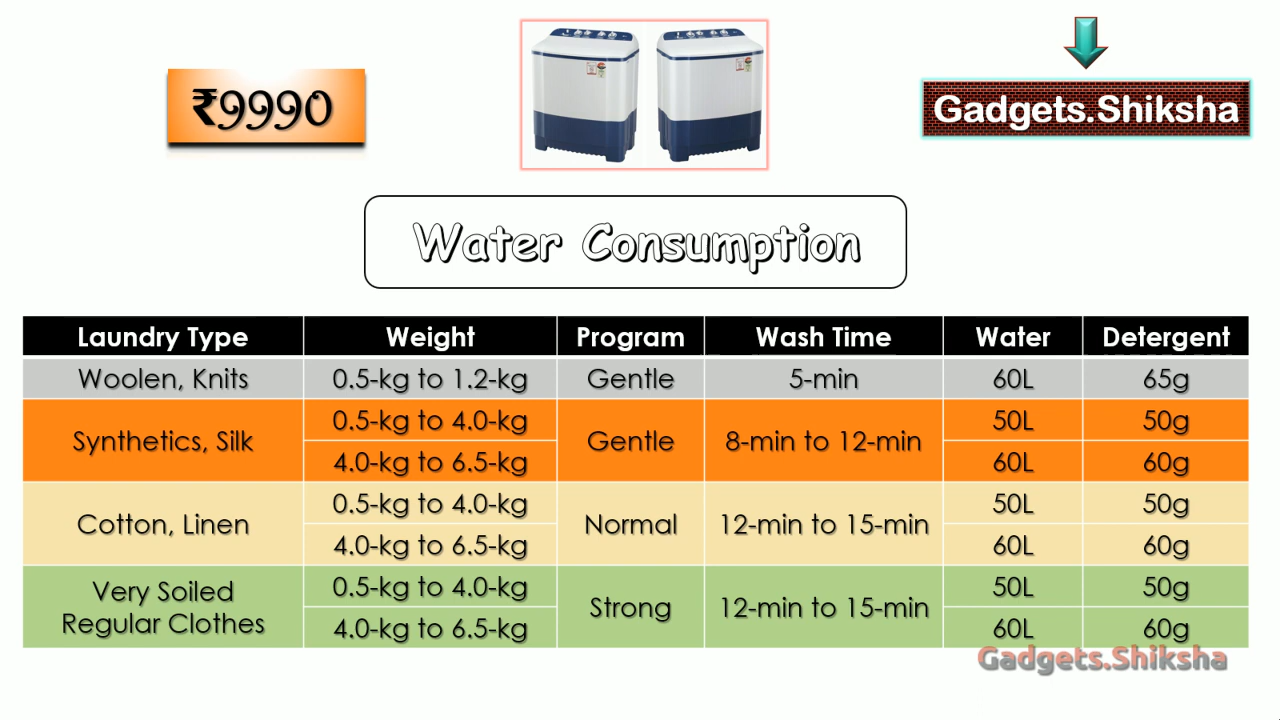 ₹9990
Gadgets.Shiksha
Water Consumption
Laundry Type Weight Program Wash Time Water Detergent
Woolen, Knits 0.5-kg to 1.2-kg Gentle 5-min 60L 65g
Synthetics, Silk 0.5-kg to 4.0-kg Gentle 8-min to 12-min 50L 50g
4.0-kg to 6.5-kg 60L 60g
Cotton, Linen 0.5-kg to 4.0-kg Normal 12-min to 15-min 50L 50g
4.0-kg to 6.5-kg 60L 60g
Very Soiled 0.5-kg to 4.0-kg Strong 12-min to 15-min 50L 50g
Regular Clothes 4.0-kg to 6.5-kg 60L 60g
Gadgets.Shiksha